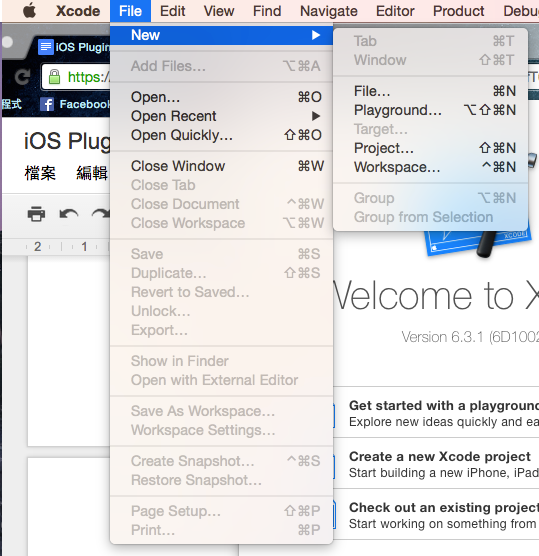 Xcode File Edit View Find Navigate Editor Product Debu
New
Add Files... ⌥⌘A
Open... ⌘O
Open Recent
Open Quickly... ⇧⌘O
Close Window ⌘W
Close Tab
Close Document ^⌘W
Close Workspace ⌥⌘W
Save ⌘S
Duplicate... ⇧⌘S
Revert to Saved...
Unlock...
Export...
Show in Finder
Open with External Editor
Save As Workspace...
Workspace Settings...
Create Snapshot... ^⌘S
Restore Snapshot...
Page Setup... ⇧⌘P
Print... ⌘P
Tab ⌘T
Window ⇧⌘T
File... ⌘N
Playground... ⌥⇧⌘N
Target...
Project... ⇧⌘N
Workspace... ^⌘N
Group ⌥⌘N
Group from Selection
iOS Plugin
https:/
程式 Facebook
iOS Plug
檔案 編輯
2 1
XCODE
Welcome to X
Version 6.3.1 (6D1002
Get started with a playground
Explore new ideas quickly and ea
Create a new Xcode project
Start building a new iPhone, iPad
Check out an existing project
Start working on something from